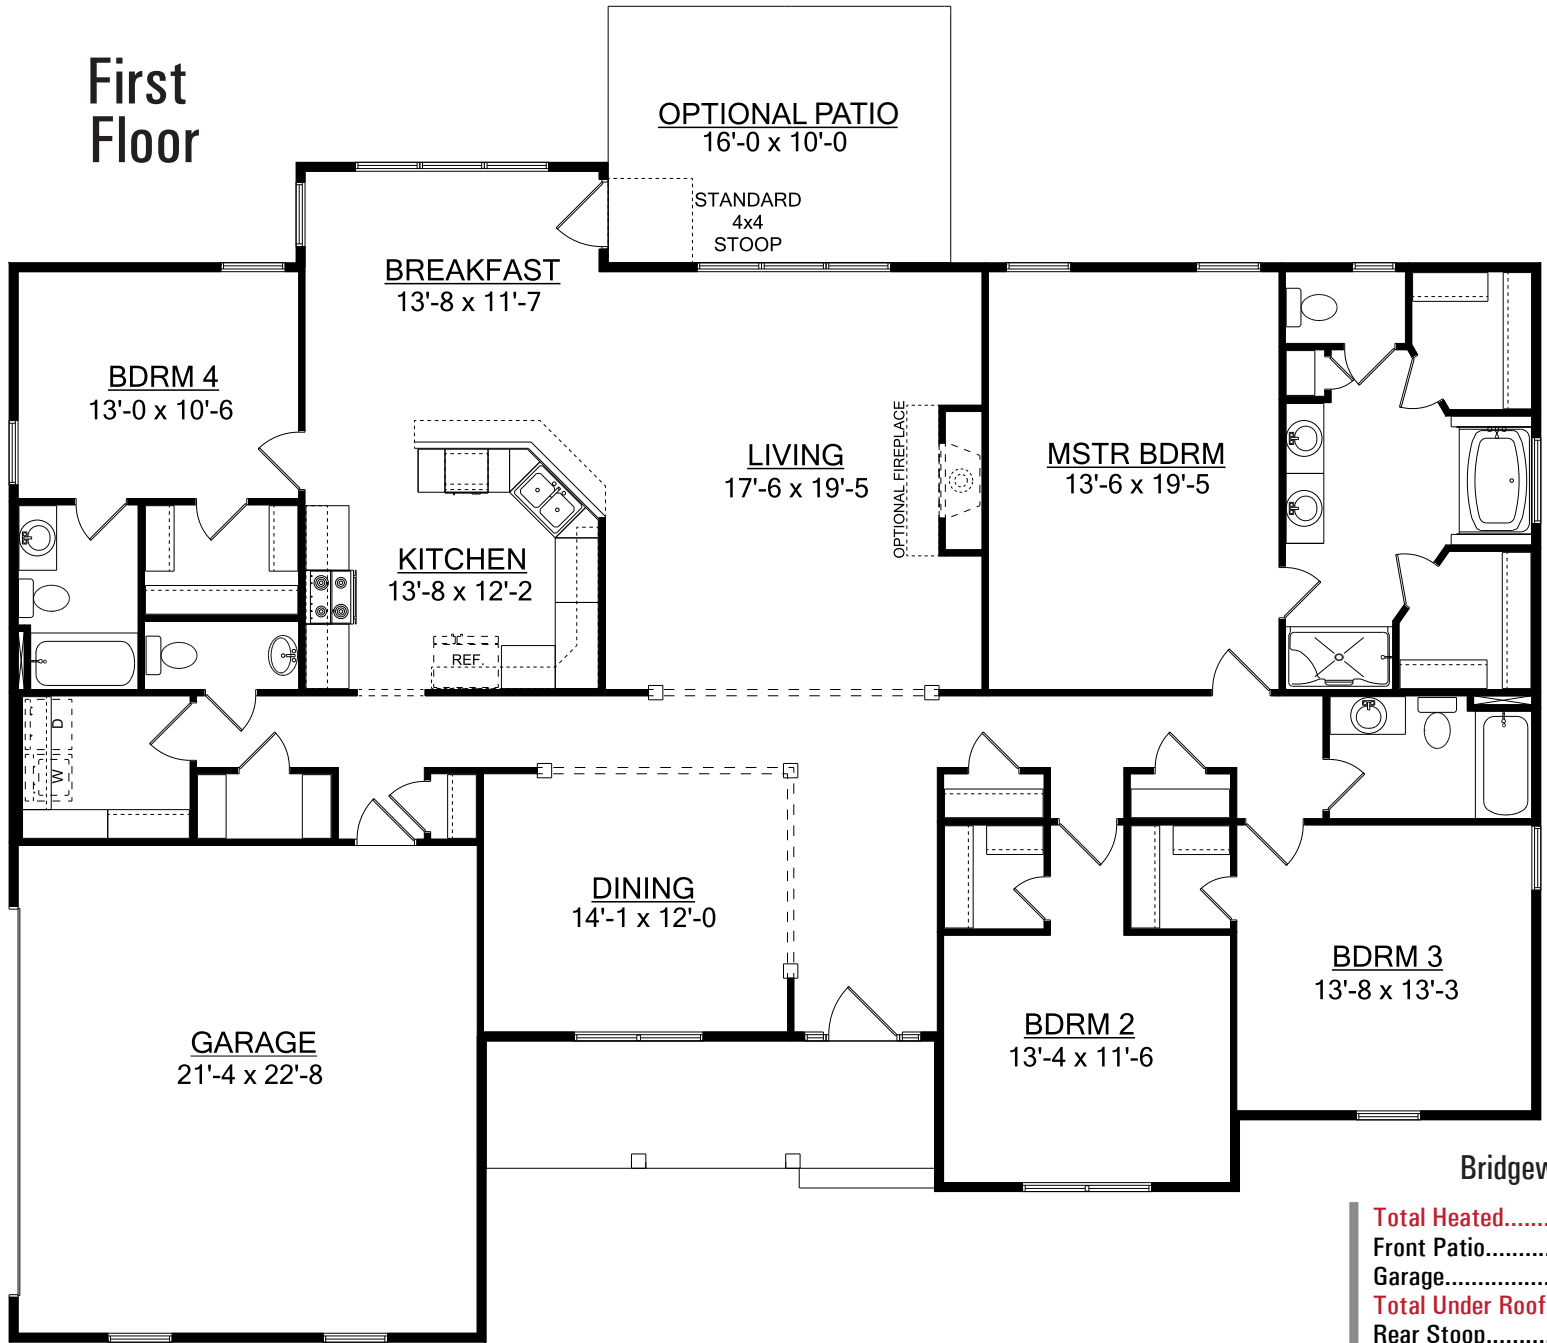 First
Floor
OPTIONAL PATIO
16'-0 x 10'-0
STANDARD
4x4
STOOP
BREAKFAST
13'-8 x 11'-7
BDRM 4
13'-0 x 10'-6
LIVING
17'-6 x 19'-5
OPTIONAL FIREPLACE
MSTR BDRM
13'-6 x 19'-5
KITCHEN
13'-8 x 12'-2
REF.
D
W
DINING
14'-1 x 12'-0
BDRM 3
13'-8 x 13'-3
BDRM 2
13'-4 x 11'-6
GARAGE
21'-4 x 22'-8
Total Heated.......
Front Patio..........
Garage.................
Total Under Roof
Rear Stoop..........